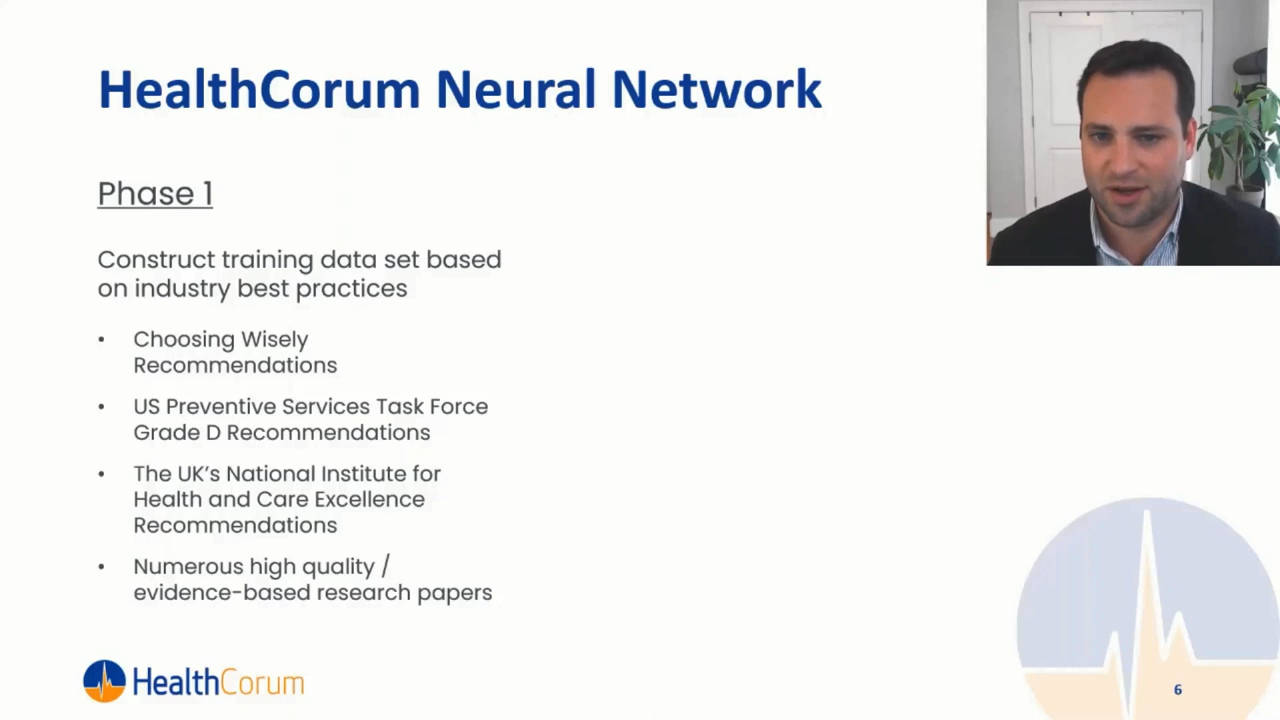 HealthCorum Neural Network
Phase 1
Construct training data set based
on industry best practices
• Choosing Wisely
Recommendations
• US Preventive Services Task Force
Grade D Recommendations
• The UK's National Institute for
Health and Care Excellence
Recommendations
• Numerous high quality /
evidence-based research papers
HealthCorum
6